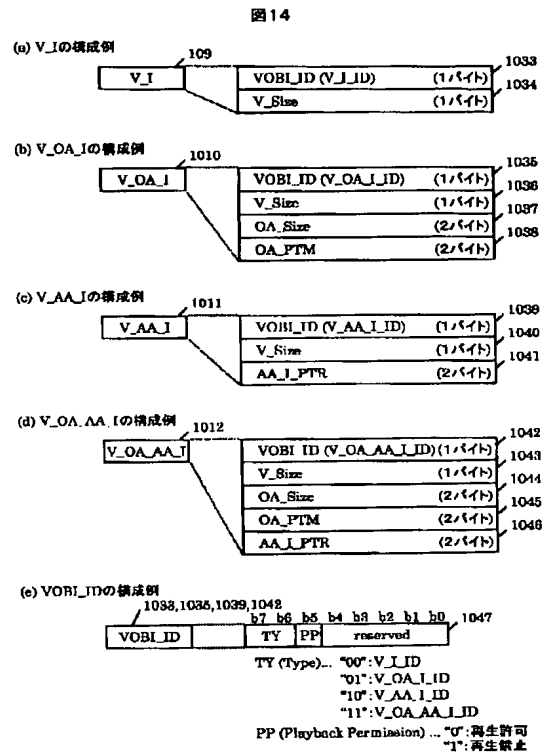 図14
(a) V_Iの構成例
109
V_I
VOBI_ID (V_I_ID) (1バイト) 1033
V_Size (1バイト) 1034
(b) V_OA_Iの構成例
1010
V_OA_I
VOBI_ID (V_OA_I_ID) (1バイト) 1035
V_Size (1バイト) 1036
OA_Size (2バイト) 1037
OA_PTM (2バイト) 1038
(c) V_AA_Iの構成例
1011
V_AA_I
VOBI_ID (V_AA_I_ID) (1バイト) 1039
V_Size (1バイト) 1040
AA_I_PTR (2バイト) 1041
(d) V_OA_AA_Iの構成例
1012
V_OA_AA_I
VOBI_ID (V_OA_AA_I_ID) (1バイト) 1042
V_Size (1バイト) 1043
OA_Size (2バイト) 1044
OA_PTM (2バイト) 1045
AA_I_PTR (2バイト) 1046
(e) VOBI_IDの構成例
1033,1035,1039,1042
b7 b6 b5 b4 b3 b2 b1 b0
VOBI_ID TY PP reserved 1047
TY (Type)... "00":V_I_ID
"01":V_OA_I_ID
"10":V_AA_I_ID
"11":V_OA_AA_I_ID
PP (Playback Permission) ... "0":再生許可
"1":再生禁止